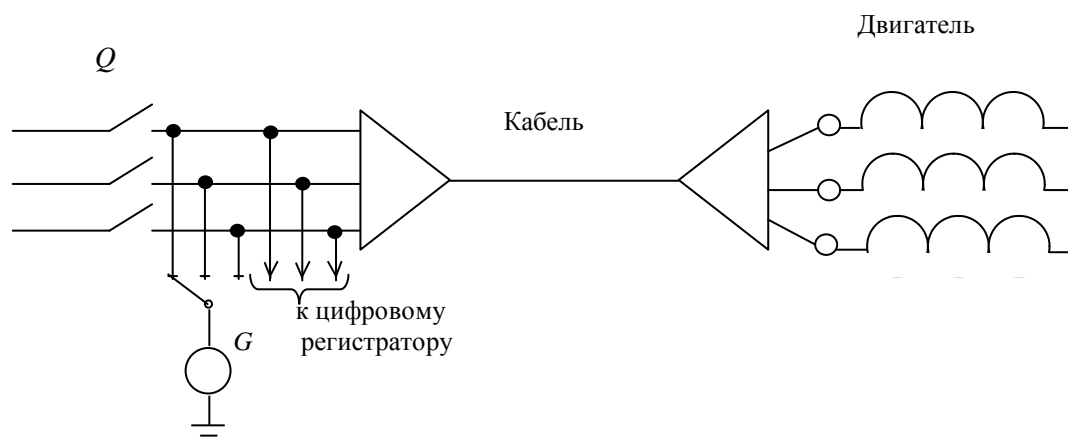 Двигатель
Q
Кабель
к цифровому
регистратору
G